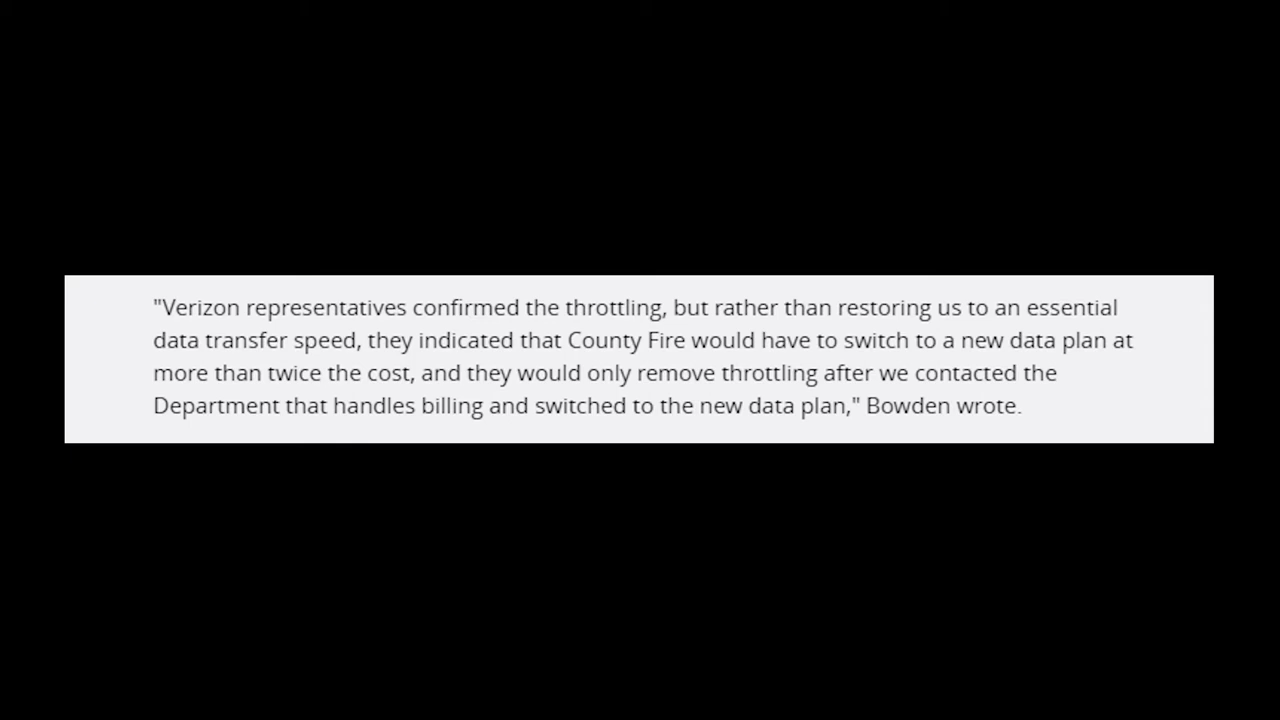 "Verizon representatives confirmed the throttling, but rather than restoring us to an essential
data transfer speed, they indicated that County Fire would have to switch to a new data plan at
more than twice the cost, and they would only remove throttling after we contacted the
Department that handles billing and switched to the new data plan," Bowden wrote.